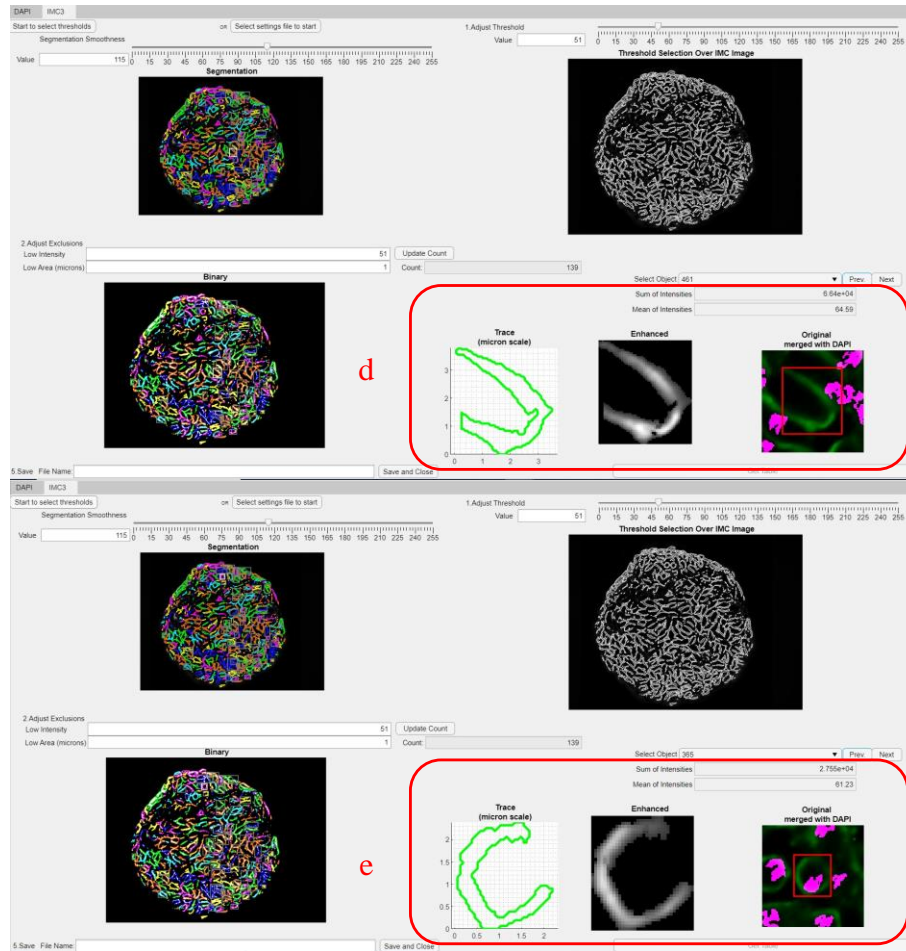 DAPI IMC3
Start to select thresholds OR Select settings file to start 1.Adjust Threshold
Segmentation Smoothness Value 51 0 15 30 45 60 75 90 105 120 135 150 165 180 195 210 225 240 255
Value 115 0 15 30 45 60 75 90 105 120 135 150 165 180 195 210 225 240 255
Segmentation Threshold Selection Over IMC Image
2.Adjust Exclusions
Low Intensity 51 Update Count
Low Area (microns) 1 Count: 139
Binary Select Object 461 Prev. Next
Sum of Intensities 6.64e+04
Mean of Intensities 64.59
d
Trace
(micron scale)
Enhanced
Original
merged with DAPI
3
2
1
0
0 1 2 3
5.Save File Name: Save and Close
DAPI IMC3
Start to select thresholds OR Select settings file to start 1.Adjust Threshold
Segmentation Smoothness Value 51 0 15 30 45 60 75 90 105 120 135 150 165 180 195 210 225 240 255
Value 115 0 15 30 45 60 75 90 105 120 135 150 165 180 195 210 225 240 255
Segmentation Threshold Selection Over IMC Image
2.Adjust Exclusions
Low Intensity 51 Update Count
Low Area (microns) 1 Count: 139
Binary Select Object 365 Prev. Next
Sum of Intensities 2.755e+04
Mean of Intensities 61.23
e
Trace
(micron scale)
Enhanced
Original
merged with DAPI
2
1.5
1
0.5
0
0 0.5 1 1.5 2
5.Save File Name: Save and Close